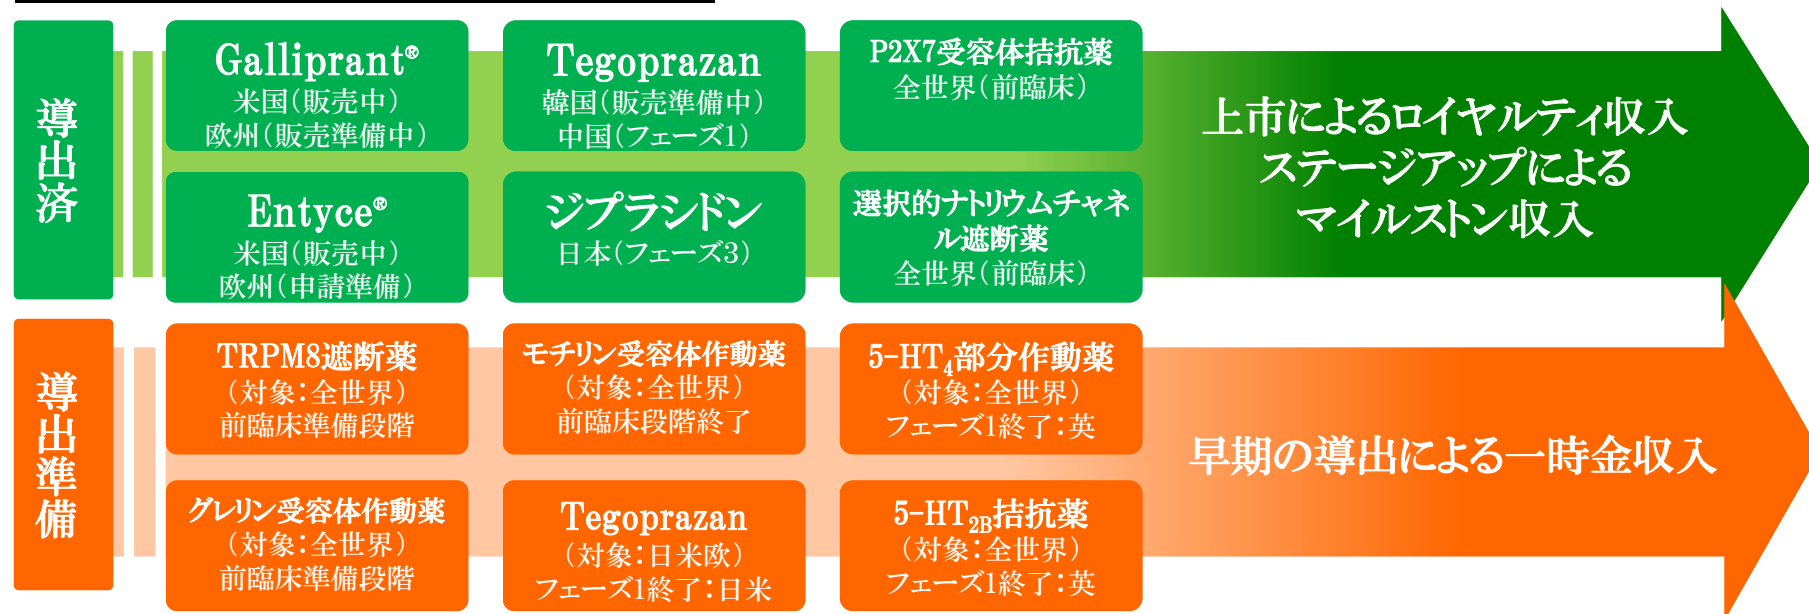 導出済
Galliprant®
米国（販売中）
欧州（販売準備中）
Tegoprazan
韓国（販売準備中）
中国（フェーズ1）
P2X7受容体拮抗薬
全世界（前臨床）
Entyce®
米国（販売中）
欧州（申請準備）
ジプラシドン
日本（フェーズ3）
選択的ナトリウムチャネ
ル遮断薬
全世界（前臨床）
上市によるロイヤルティ収入
ステージアップによる
マイルストン収入
導出準備
TRPM8遮断薬
（対象：全世界）
前臨床準備段階
モチリン受容体作動薬
（対象：全世界）
前臨床段階終了
5-HT₄部分作動薬
（対象：全世界）
フェーズ1終了：英
グレリン受容体作動薬
（対象：全世界）
前臨床準備段階
Tegoprazan
（対象：日米欧）
フェーズ1終了：日米
5-HT₂B拮抗薬
（対象：全世界）
フェーズ1終了：英
早期の導出による一時金収入